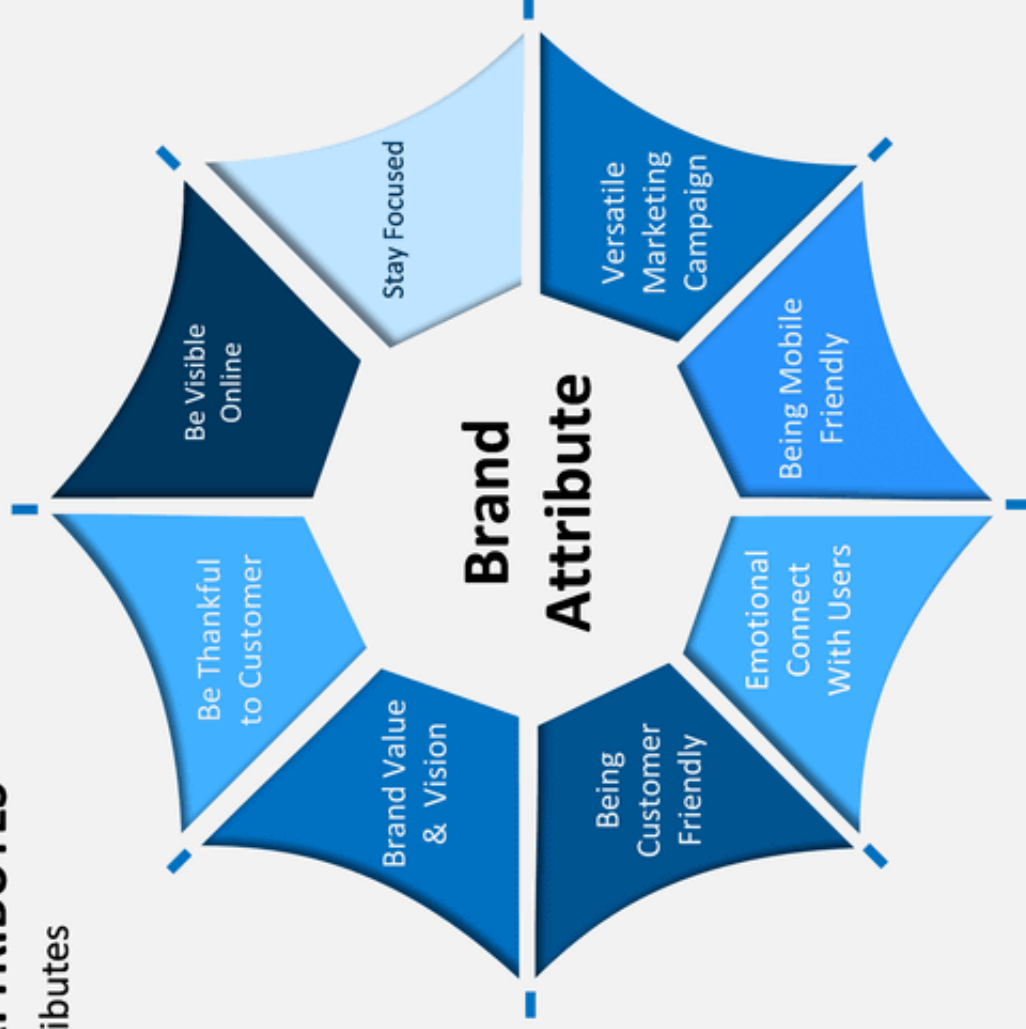 ibutes
Be Thankful
to Customer
Be Visible
Online
Brand Value
& Vision
Stay Focused
Brand
Attribute
Being
Customer
Friendly
Versatile
Marketing
Campaign
Emotional
Connect
With Users
Being Mobile
Friendly